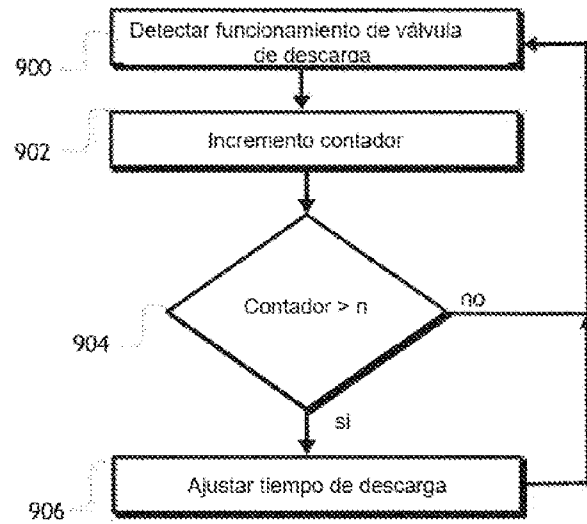 Detectar funcionamiento de válvula
de descarga
900
Incremento contador
902
Contador > n
no
904
si
Ajustar tiempo de descarga
906